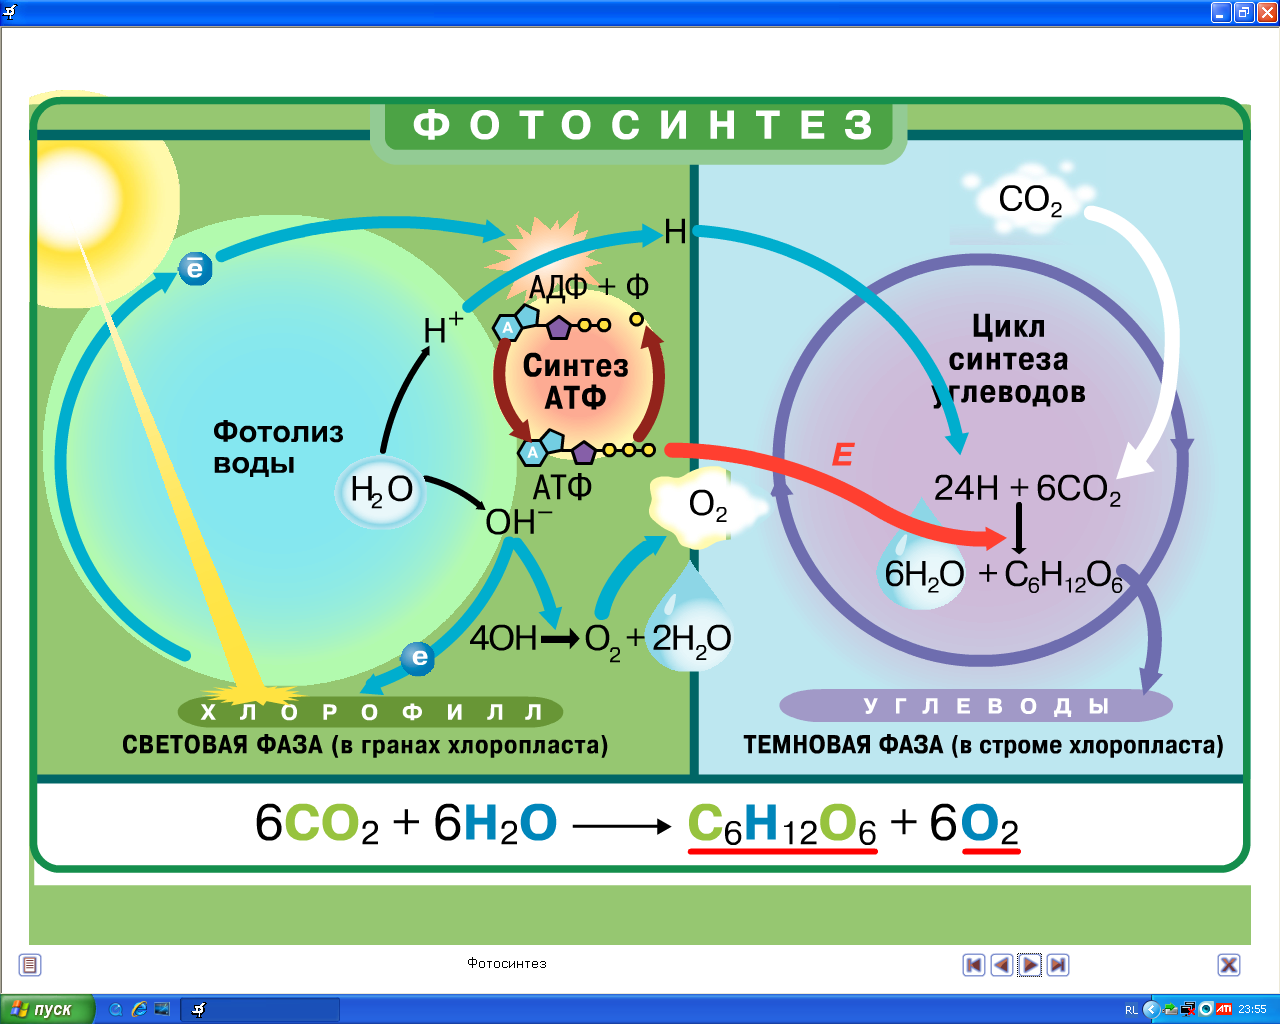 ФОТОСИНТЕЗ
CO₂
ē
H
АДФ + Ф
H⁺
А
Синтез
АТФ
Цикл
синтеза
углеводов
Фотолиз
воды
H₂O
А
АТФ
E
OH⁻
O₂
24H + 6CO₂
6H₂O + C₆H₁₂O₆
4OH → O₂ + 2H₂O
e
ХЛОРОФИЛЛ
УГЛЕВОДЫ
СВЕТОВАЯ ФАЗА (в гранах хлоропласта)
ТЕМНОВАЯ ФАЗА (в строме хлоропласта)
6CO₂ + 6H₂O → C₆H₁₂O₆ + 6O₂
Фотосинтез
пуск
RL
ATI
23:55